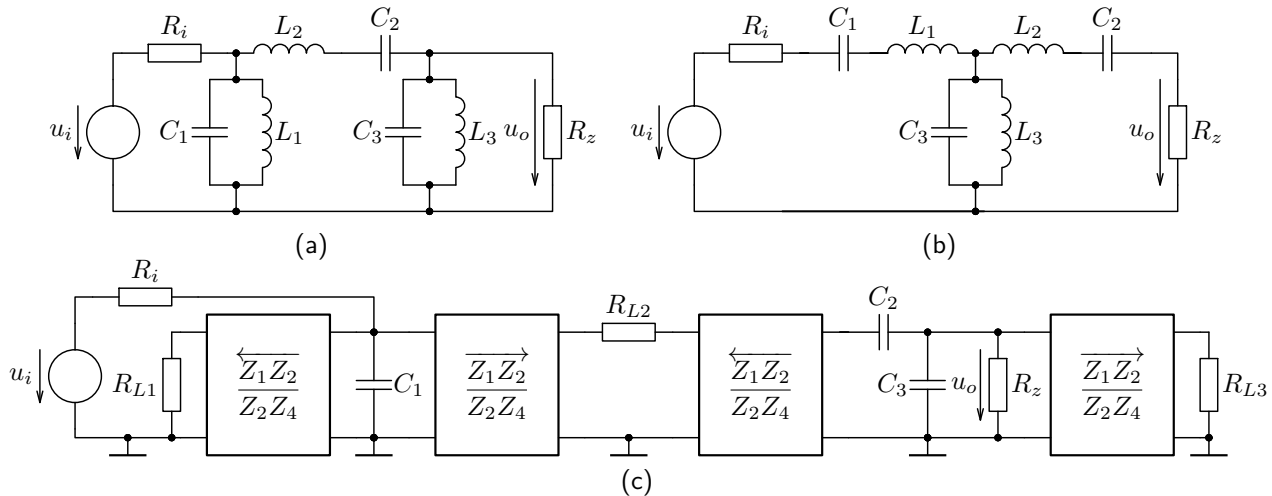 R_i
L_2
C_2
u_i
C_1
L_1
C_3
L_3
u_o
R_z
(a)
R_i
C_1
L_1
L_2
C_2
u_i
C_3
L_3
u_o
R_z
(b)
R_i
u_i
R_{L1}
Z_1Z_2
Z_2Z_4
C_1
Z_1Z_2
Z_2Z_4
R_{L2}
Z_1Z_2
Z_2Z_4
C_2
C_3
u_o
R_z
Z_1Z_2
Z_2Z_4
R_{L3}
(c)